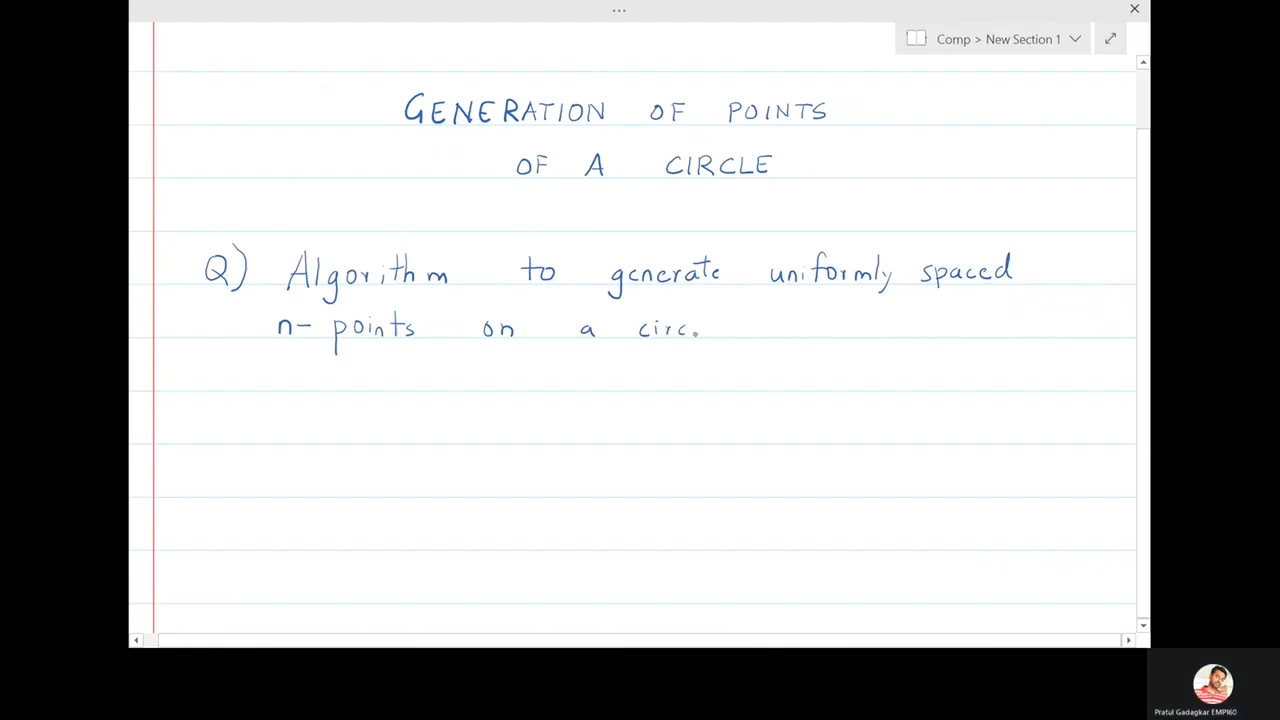 ...
Comp > New Section 1
GENERATION OF POINTS
OF A CIRCLE
Q) Algorithm to generate uniformly spaced
n- points on a circ
Pratul Gadagkar EMP160